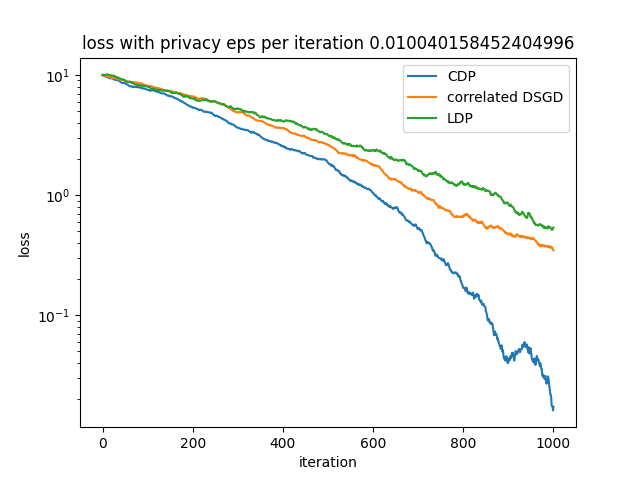 loss with privacy eps per iteration 0.010040158452404996
CDP
correlated DSGD
LDP
10^1
10^0
10^-1
loss
0 200 400 600 800 1000
iteration